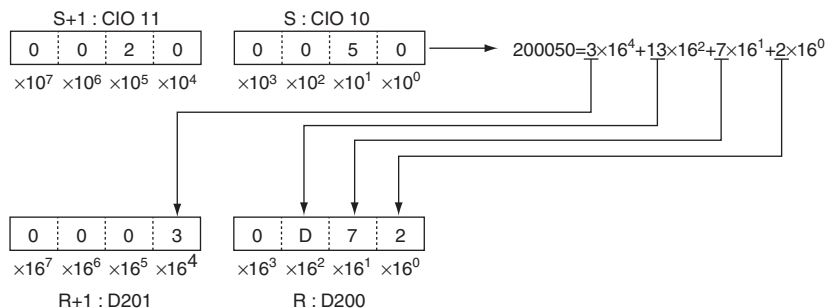 S+1 : CIO 11
S : CIO 10
0 0 2 0
0 0 5 0
200050=3×16⁴+13×16²+7×16¹+2×16⁰
×10⁷ ×10⁶ ×10⁵ ×10⁴
×10³ ×10² ×10¹ ×10⁰
0 0 0 3
0 D 7 2
×16⁷ ×16⁶ ×16⁵ ×16⁴
×16³ ×16² ×16¹ ×16⁰
R+1 : D201
R : D200